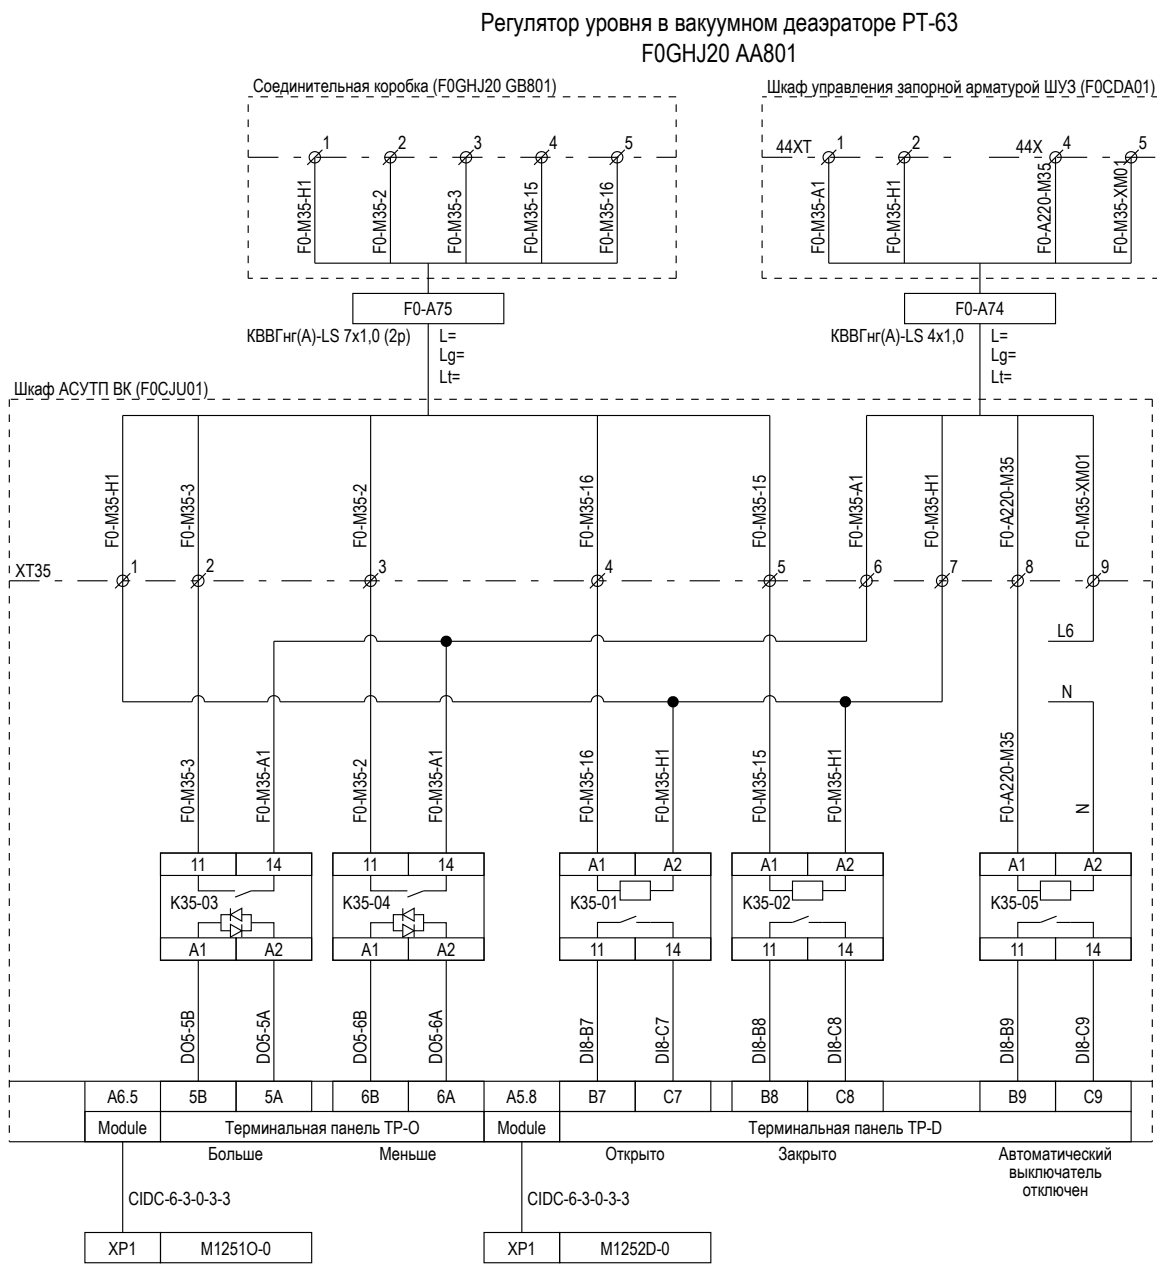 Регулятор уровня в вакуумном деаэраторе РТ-63
F0GHJ20 AA801
Соединительная коробка (F0GHJ20 GB801)
Шкаф управления запорной арматурой ШУЗ (F0CDA01)
1 2 3 4 5
44XT 1 2 44X 4 5
F0-M35-H1 F0-M35-2 F0-M35-3 F0-M35-15 F0-M35-16
F0-M35-A1 F0-M35-H1 F0-A220-M35 F0-M35-XM01
F0-A75
F0-A74
КВВГнг(А)-LS 7x1,0 (2р)
L=
Lg=
Lt=
КВВГнг(А)-LS 4x1,0
L=
Lg=
Lt=
Шкаф АСУТП ВК (F0CJU01)
F0-M35-H1 F0-M35-3 F0-M35-2 F0-M35-16 F0-M35-15 F0-M35-A1 F0-M35-H1 F0-A220-M35 F0-M35-XM01
XT35 1 2 3 4 5 6 7 8 9
L6
N
F0-M35-3 F0-M35-A1 F0-M35-2 F0-M35-A1 F0-M35-16 F0-M35-H1 F0-M35-15 F0-M35-H1 F0-A220-M35 N
11 14 11 14 A1 A2 A1 A2 A1 A2
K35-03 K35-04 K35-01 K35-02 K35-05
A1 A2 A1 A2 11 14 11 14 11 14
DO5-5B DO5-5A DO5-6B DO5-6A DI8-B7 DI8-C7 DI8-B8 DI8-C8 DI8-B9 DI8-C9
A6.5 5B 5A 6B 6A A5.8 B7 C7 B8 C8 B9 C9
Module Терминальная панель TP-O Module Терминальная панель TP-D
Больше Меньше Открыто Закрыто
Автоматический
выключатель
отключен
CIDC-6-3-0-3-3 CIDC-6-3-0-3-3
XP1 M1251O-0 XP1 M1252D-0